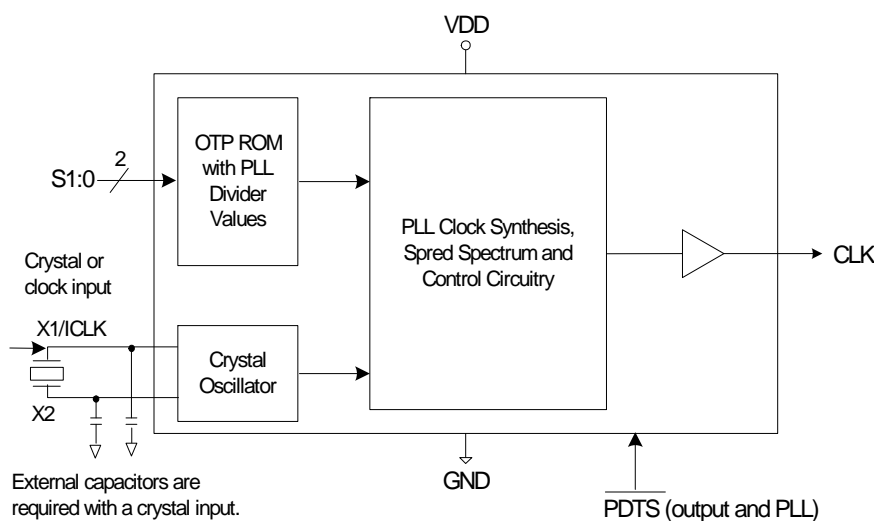 VDD
OTP ROM
with PLL
Divider
Values
2
S1:0
PLL Clock Synthesis,
Spred Spectrum and
Control Circuitry
CLK
Crystal or
clock input
X1/ICLK
Crystal
Oscillator
X2
GND
External capacitors are
required with a crystal input.
PDTS (output and PLL)